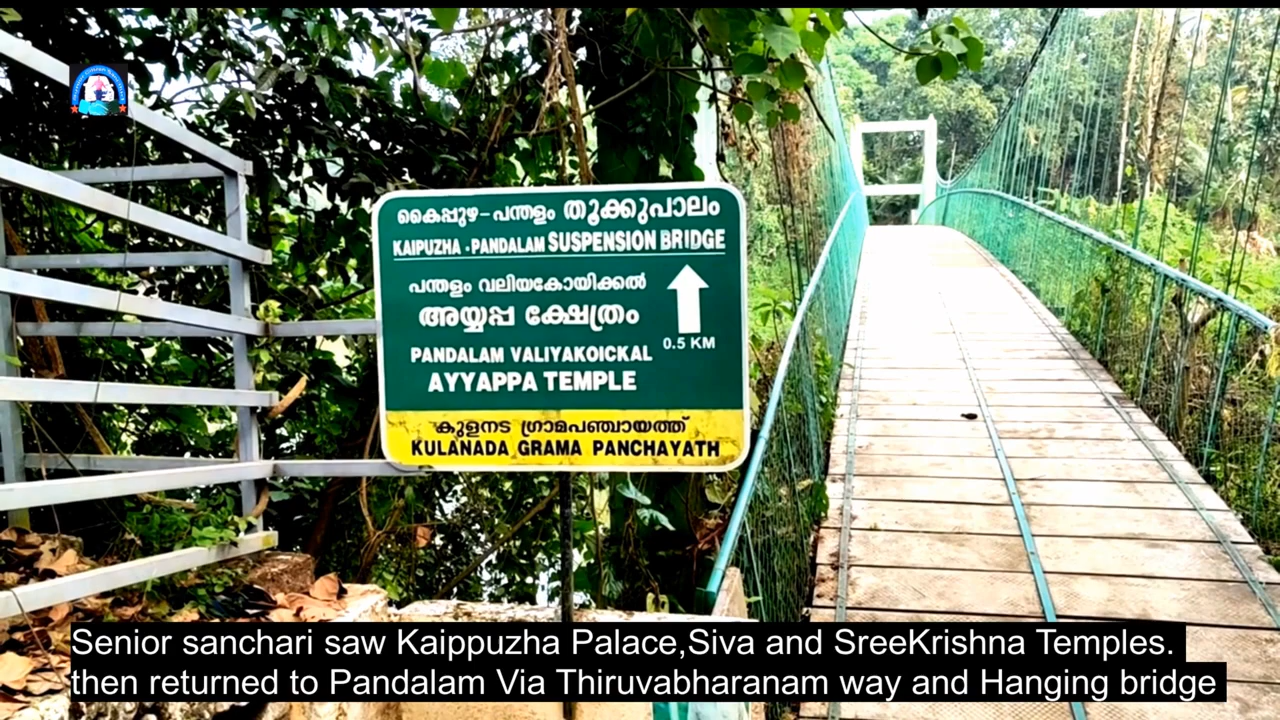 കൈപ്പുഴ-പന്തളം തൂക്കുപാലം
KAIPUZHA - PANDALAM SUSPENSION BRIDGE
പന്തളം വലിയകോയിക്കൽ
അയ്യപ്പ ക്ഷേത്രം
0.5 KM
PANDALAM VALIYAKOICKAL
AYYAPPA TEMPLE
കുളനട ഗ്രാമപഞ്ചായത്ത്
KULANADA GRAMA PANCHAYATH
Senior sanchari saw Kaippuzha Palace,Siva and SreeKrishna Temples.
then returned to Pandalam Via Thiruvabharanam way and Hanging bridge